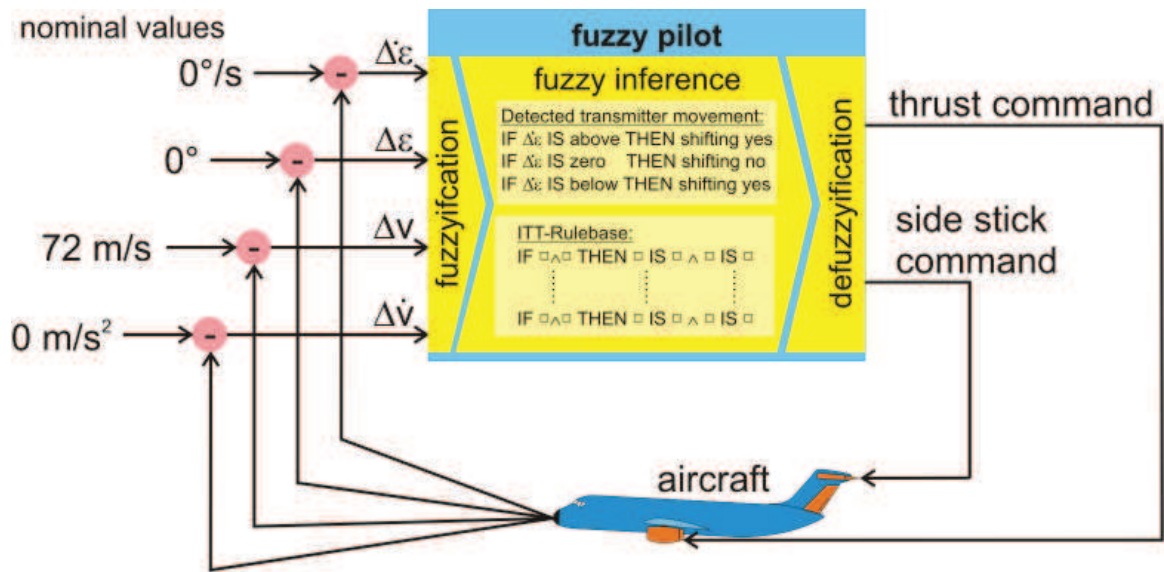 nominal values
0°/s
0°
72 m/s
0 m/s²
-
-
-
-
Δε̇
Δε
Δv
Δv̇
fuzzy pilot
fuzzyifcation
fuzzy inference
Detected transmitter movement:
IF Δε̇ IS above THEN shifting yes
IF Δε̇ IS zero THEN shifting no
IF Δε̇ IS below THEN shifting yes
ITT-Rulebase:
IF □∧□ THEN □ IS □ ∧ □ IS □
IF □∧□ THEN □ IS □ ∧ □ IS □
defuzzyification
thrust command
side stick
command
aircraft